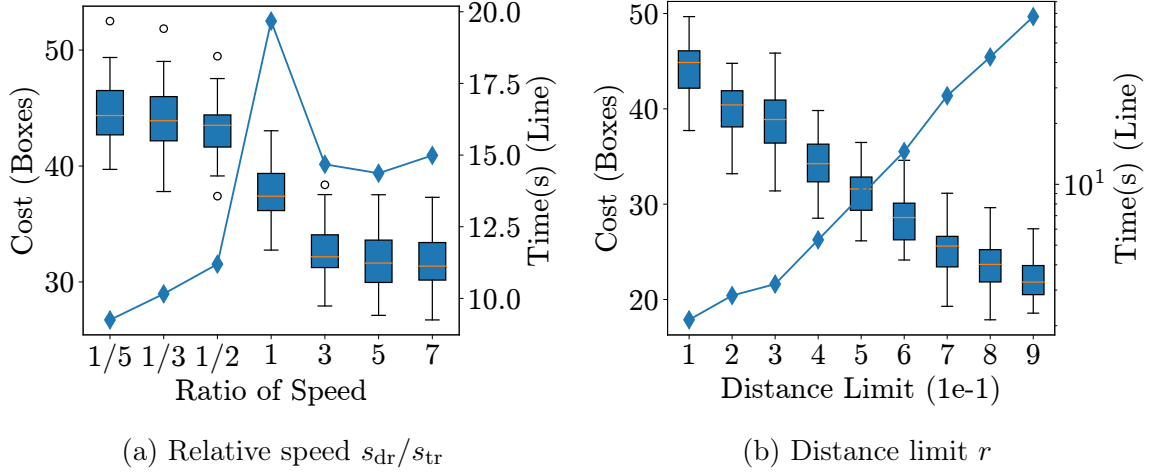 Cost (Boxes)
50
40
30
20.0
17.5
15.0
12.5
10.0
Time(s) (Line)
1/5 1/3 1/2 1 3 5 7
Ratio of Speed
(a) Relative speed s_dr/s_tr
Cost (Boxes)
50
40
30
20
10¹
Time(s) (Line)
1 2 3 4 5 6 7 8 9
Distance Limit (1e-1)
(b) Distance limit r